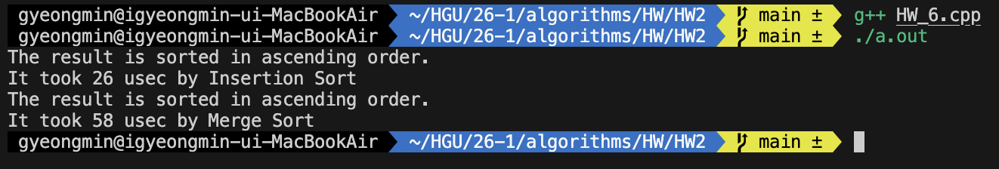 gyeongmin@igyeongmin-ui-MacBookAir ~/HGU/26-1/algorithms/HW/HW2 main ± g++ HW_6.cpp
gyeongmin@igyeongmin-ui-MacBookAir ~/HGU/26-1/algorithms/HW/HW2 main ± ./a.out
The result is sorted in ascending order.
It took 26 usec by Insertion Sort
The result is sorted in ascending order.
It took 58 usec by Merge Sort
gyeongmin@igyeongmin-ui-MacBookAir ~/HGU/26-1/algorithms/HW/HW2 main ±